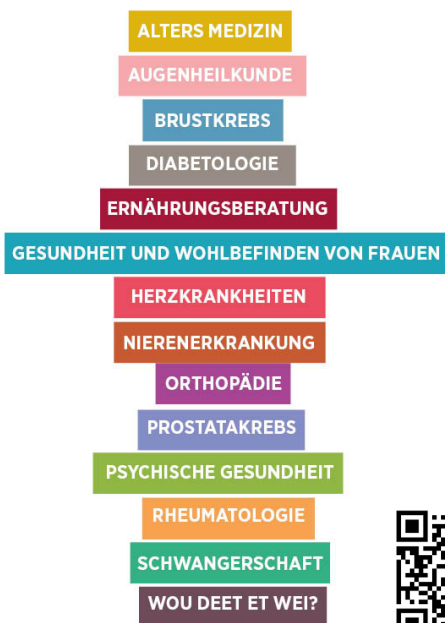 ALTERS MEDIZIN
AUGENHEILKUNDE
BRUSTKREBS
DIABETOLOGIE
ERNÄHRUNGSBERATUNG
GESUNDHEIT UND WOHLBEFINDEN VON FRAUEN
HERZKRANKHEITEN
NIERENERKRANKUNG
ORTHOPÄDIE
PROSTATAKREBS
PSYCHISCHE GESUNDHEIT
RHEUMATOLOGIE
SCHWANGERSCHAFT
WOU DEET ET WEI?